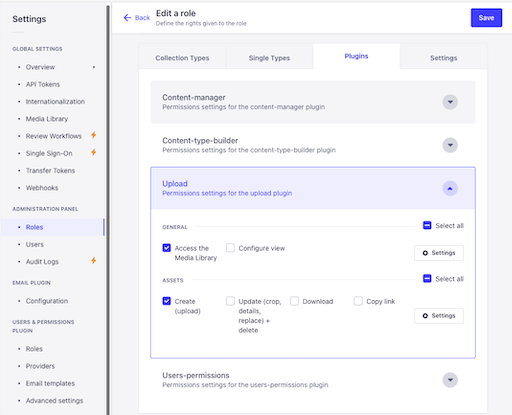 Settings
GLOBAL SETTINGS
Overview
API Tokens
Internationalization
Media Library
Review Workflows
Single Sign-On
Transfer Tokens
Webhooks
ADMINISTRATION PANEL
Roles
Users
Audit Logs
EMAIL PLUGIN
Configuration
USERS & PERMISSIONS
PLUGIN
Roles
Providers
Email templates
Advanced settings
Back
Edit a role
Define the rights given to the role
Save
Collection Types
Single Types
Plugins
Settings
Content-manager
Permissions settings for the content-manager plugin
Content-type-builder
Permissions settings for the content-type-builder plugin
Upload
Permissions settings for the upload plugin
GENERAL
Select all
Access the
Media Library
Configure view
Settings
ASSETS
Select all
Create
(upload)
Update (crop,
details,
replace) +
delete
Download
Copy link
Settings
Users-permissions
Permissions settings for the users-permissions plugin